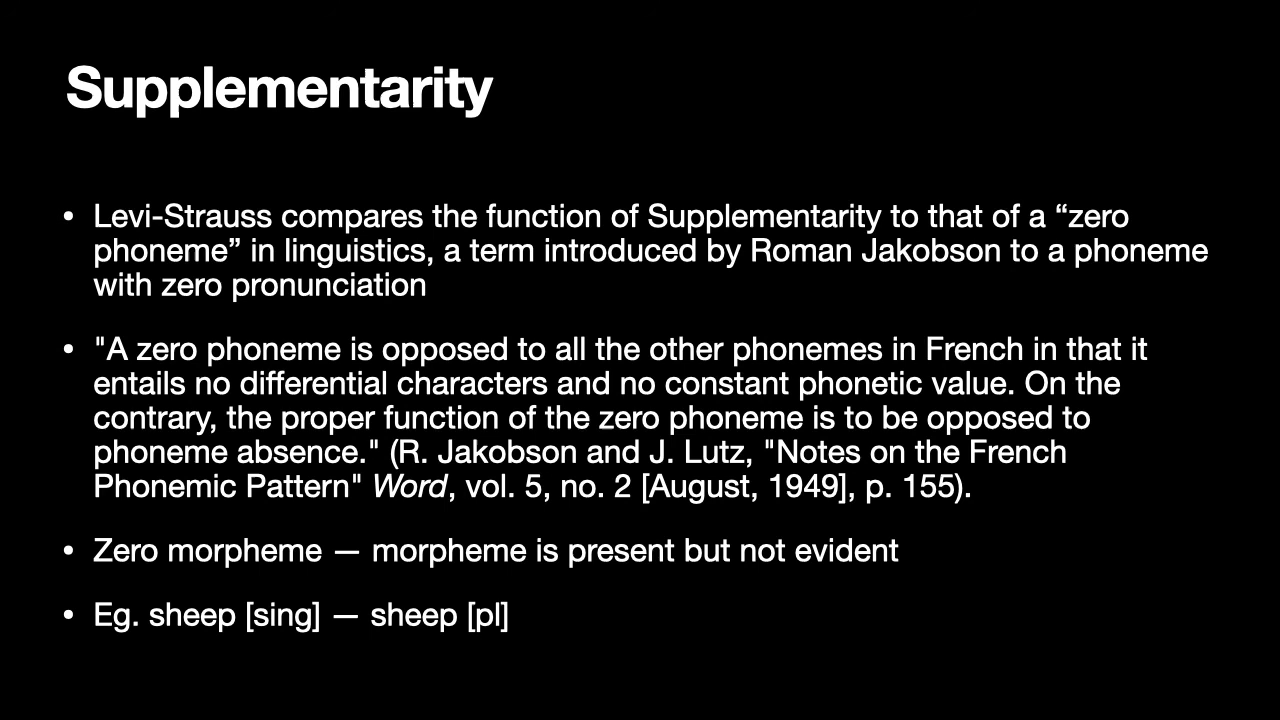 Supplementarity
• Levi-Strauss compares the function of Supplementarity to that of a “zero
phoneme” in linguistics, a term introduced by Roman Jakobson to a phoneme
with zero pronunciation
• "A zero phoneme is opposed to all the other phonemes in French in that it
entails no differential characters and no constant phonetic value. On the
contrary, the proper function of the zero phoneme is to be opposed to
phoneme absence." (R. Jakobson and J. Lutz, "Notes on the French
Phonemic Pattern" Word, vol. 5, no. 2 [August, 1949], p. 155).
• Zero morpheme — morpheme is present but not evident
• Eg. sheep [sing] — sheep [pl]